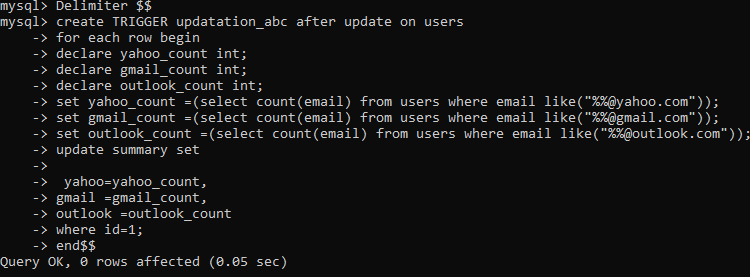 mysql> Delimiter $$
mysql> create TRIGGER updatation_abc after update on users
-> for each row begin
-> declare yahoo_count int;
-> declare gmail_count int;
-> declare outlook_count int;
-> set yahoo_count =(select count(email) from users where email like("%%@yahoo.com"));
-> set gmail_count =(select count(email) from users where email like("%%@gmail.com"));
-> set outlook_count =(select count(email) from users where email like("%%@outlook.com"));
-> update summary set
->
-> yahoo=yahoo_count,
-> gmail =gmail_count,
-> outlook =outlook_count
-> where id=1;
-> end$$
Query OK, 0 rows affected (0.05 sec)